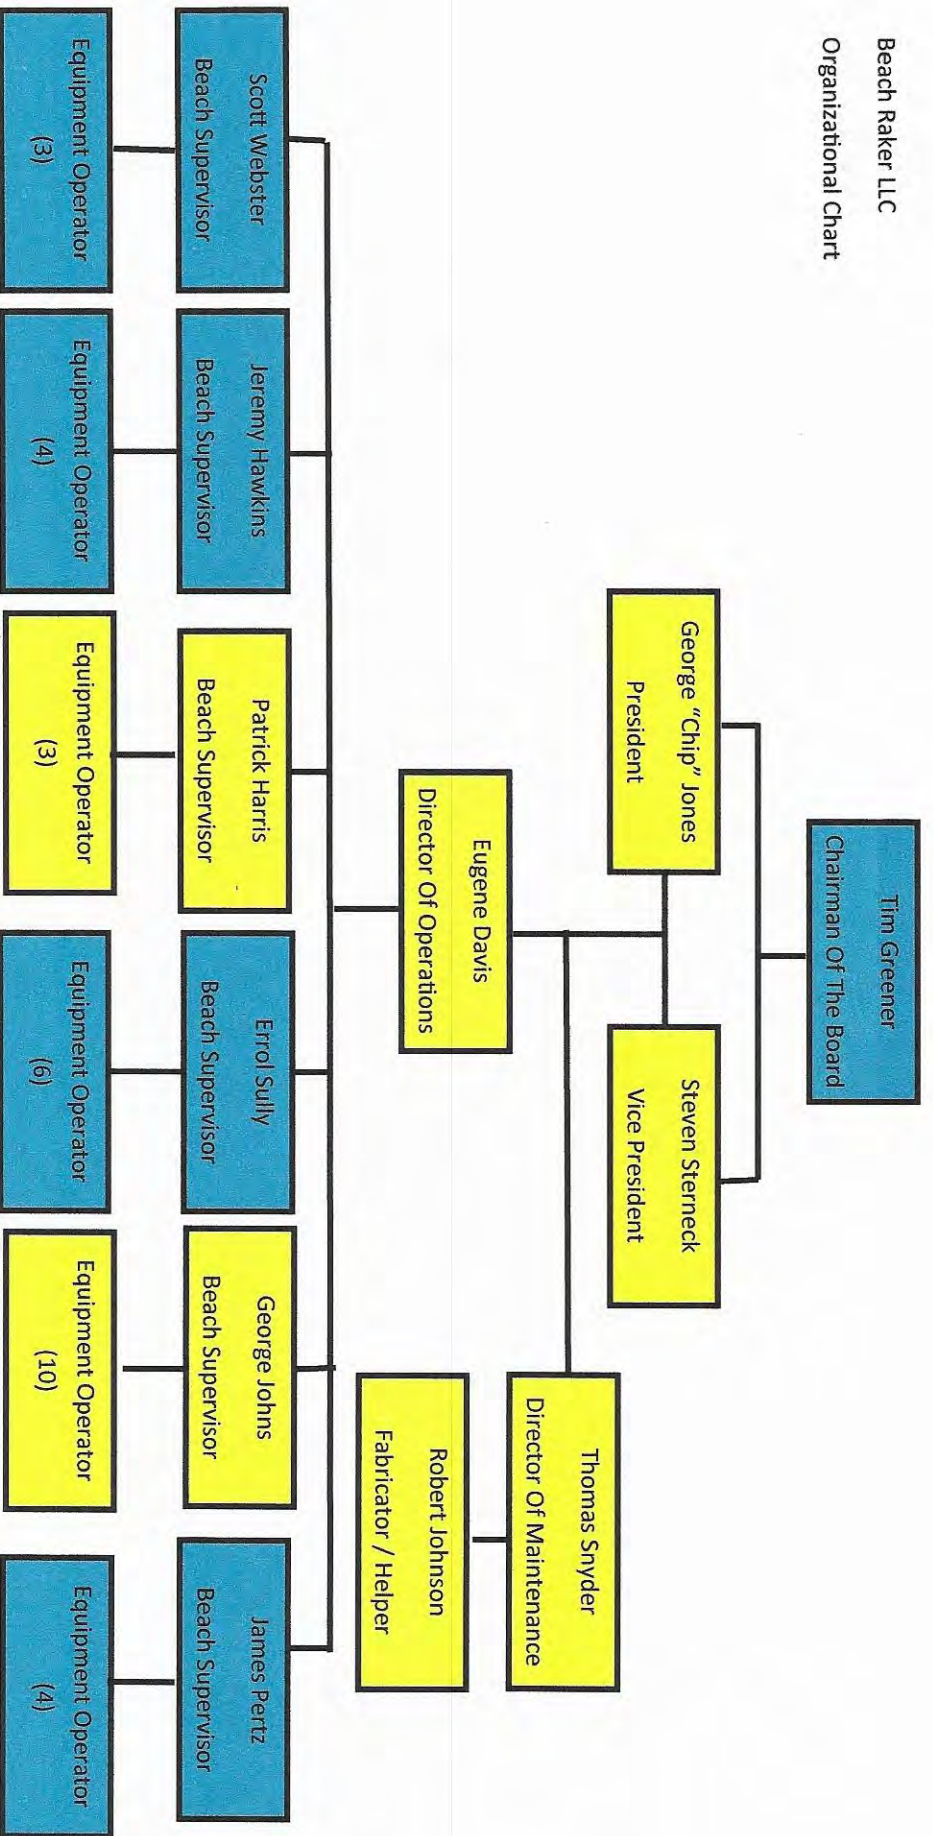 Beach Raker LLC
Organizational Chart
Tim Greener
Chairman Of The Board
George “Chip” Jones
President
Steven Sterneck
Vice President
Thomas Snyder
Director Of Maintenance
Eugene Davis
Director Of Operations
Robert Johnson
Fabricator / Helper
Scott Webster
Beach Supervisor
Jeremy Hawkins
Beach Supervisor
Patrick Harris
Beach Supervisor
Errol Sully
Beach Supervisor
George Johns
Beach Supervisor
James Pertz
Beach Supervisor
Equipment Operator
(3)
Equipment Operator
(4)
Equipment Operator
(3)
Equipment Operator
(6)
Equipment Operator
(10)
Equipment Operator
(4)